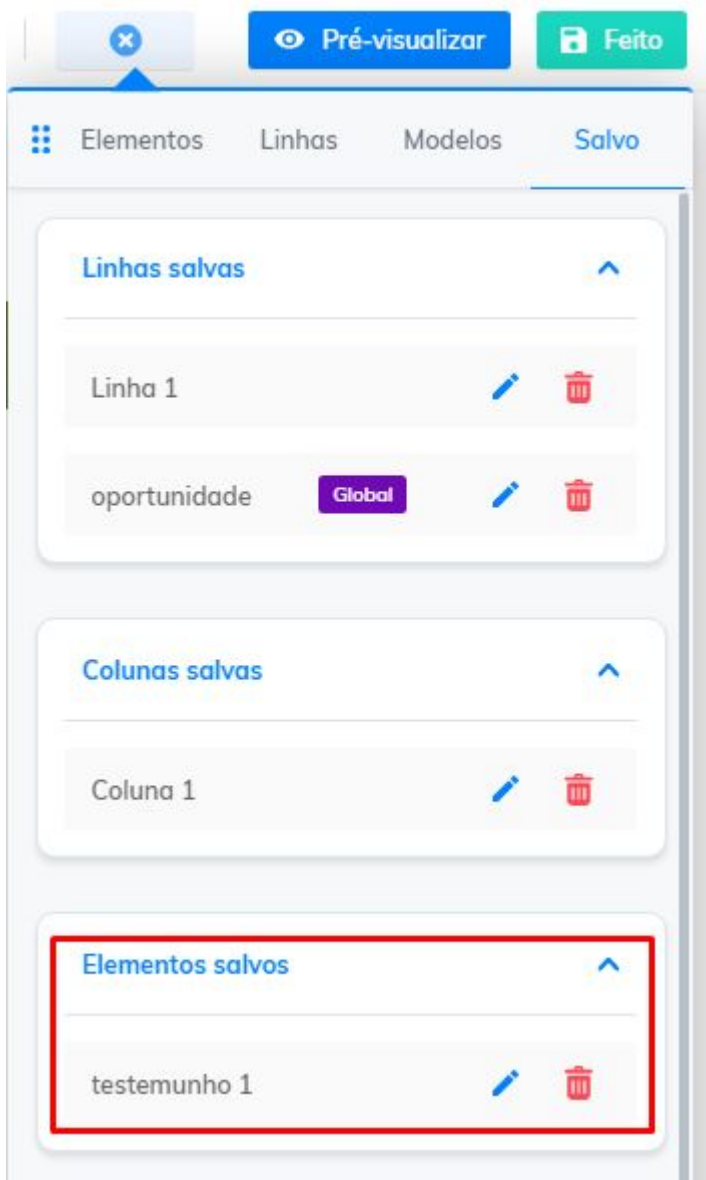 Pré-visualizar
Feito
Elementos Linhas Modelos Salvo
Linhas salvas
Linha 1
oportunidade Global
Colunas salvas
Coluna 1
Elementos salvos
testemunho 1